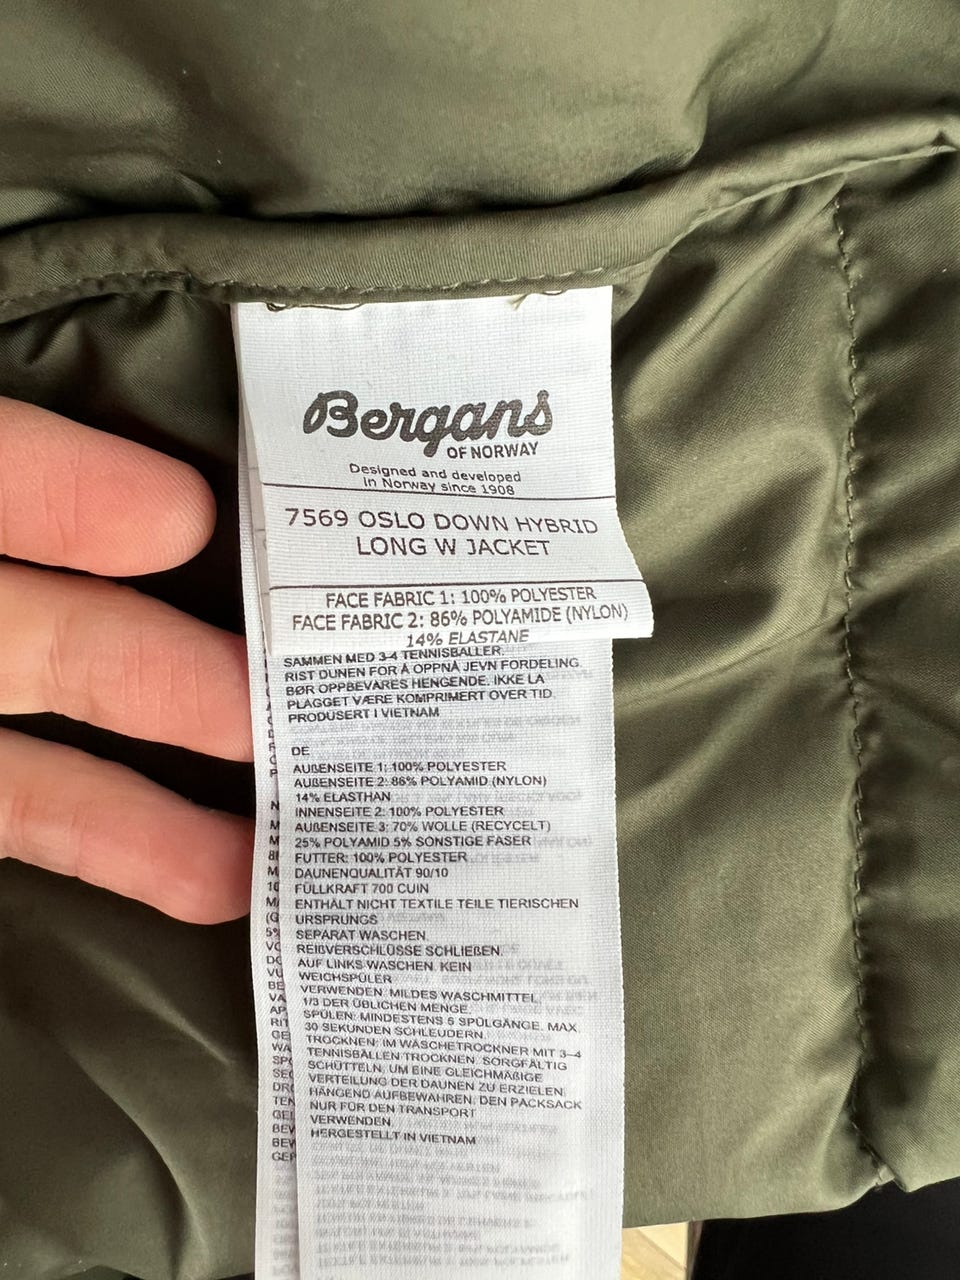 Bergans
OF NORWAY
Designed and developed
in Norway since 1908
7569 OSLO DOWN HYBRID
LONG W JACKET
FACE FABRIC 1: 100% POLYESTER
FACE FABRIC 2: 86% POLYAMIDE (NYLON)
14% ELASTANE
SAMMEN MED 3-4 TENNISBALLER.
RIST DUNEN FOR Å OPPNÅ JEVN FORDELING.
BØR OPPBEVARES HENGENDE. IKKE LA
PLAGGET VÆRE KOMPRIMERT OVER TID.
PRODUSERT I VIETNAM
DE
AUßENSEITE 1: 100% POLYESTER
AUßENSEITE 2: 86% POLYAMID (NYLON)
14% ELASTHAN
INNENSEITE 2: 100% POLYESTER
AUßENSEITE 3: 70% WOLLE (RECYCELT)
25% POLYAMID 5% SONSTIGE FASER
FUTTER: 100% POLYESTER
DAUNENQUALITÄT 90/10
FÜLLKRAFT 700 CUIN
ENTHÄLT NICHT TEXTILE TEILE TIERISCHEN
URSPRUNGS
SEPARAT WASCHEN.
REIßVERSCHLÜSSE SCHLIEßEN.
AUF LINKS WASCHEN. KEIN
WEICHSPÜLER
VERWENDEN. MILDES WASCHMITTEL,
1/3 DER ÜBLICHEN MENGE.
SPÜLEN: MINDESTENS 5 SPÜLGÄNGE. MAX.
30 SEKUNDEN SCHLEUDERN.
TROCKNEN: IM WÄSCHETROCKNER MIT 3–4
TENNISBÄLLEN TROCKNEN. SORGFÄLTIG
SCHÜTTELN, UM EINE GLEICHMÄßIGE
VERTEILUNG DER DAUNEN ZU ERZIELEN.
HÄNGEND AUFBEWAHREN. DEN PACKSACK
NUR FÜR DEN TRANSPORT
VERWENDEN.
HERGESTELLT IN VIETNAM